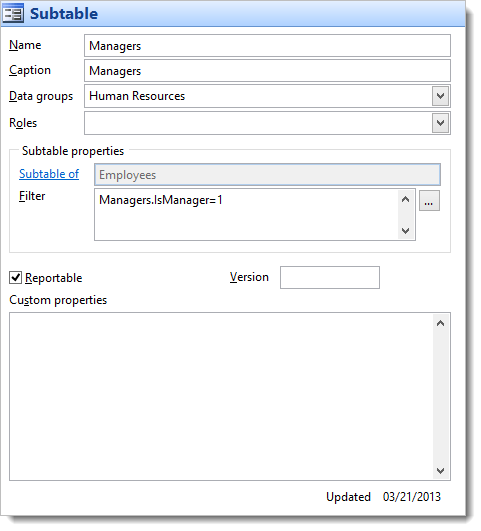 Subtable
Name Managers
Caption Managers
Data groups Human Resources
Roles
Subtable properties
Subtable of Employees
Filter Managers.IsManager=1 ...
Reportable Version
Custom properties
Updated 03/21/2013